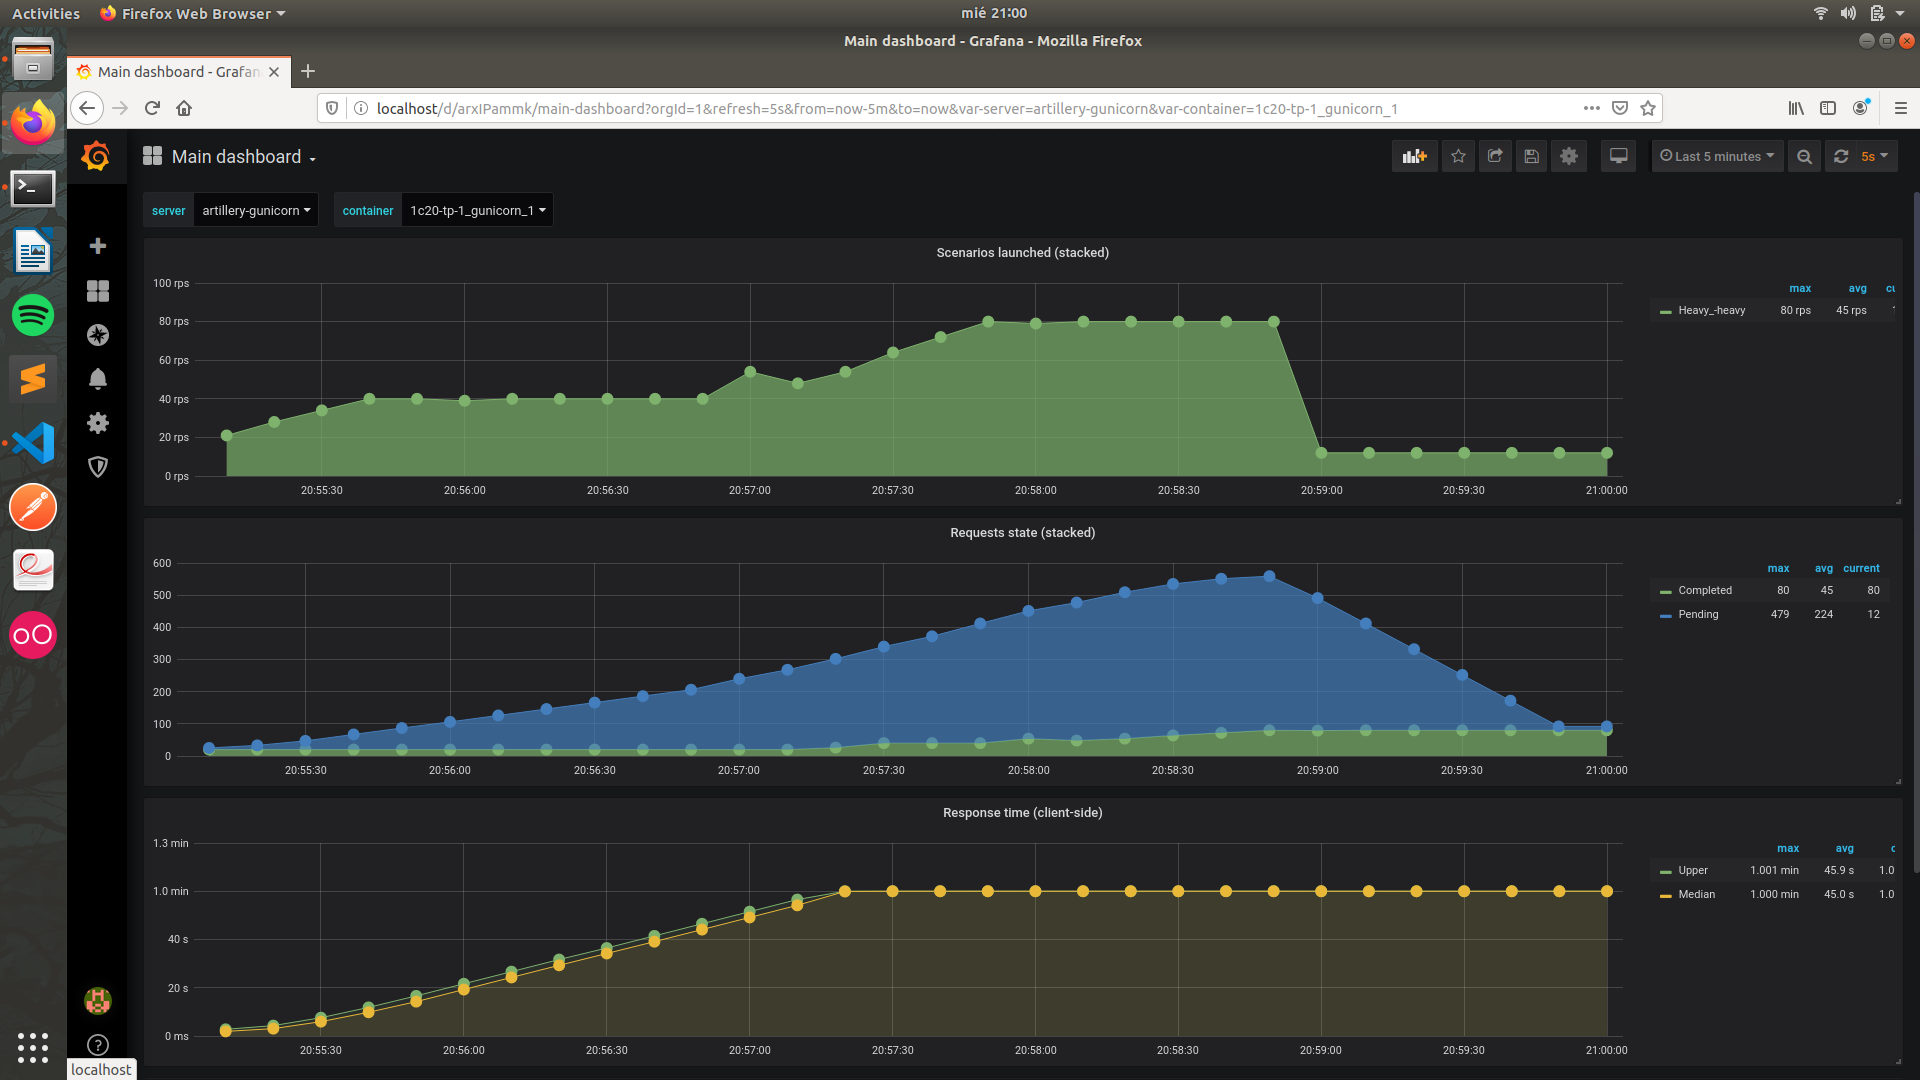 Activities Firefox Web Browser mié 21:00
Main dashboard - Grafana - Mozilla Firefox
Main dashboard - Grafan
localhost/d/arxIPammk/main-dashboard?orgId=1&refresh=5s&from=now-5m&to=now&var-server=artillery-gunicorn&var-container=1c20-tp-1_gunicorn_1
Main dashboard Last 5 minutes 5s
server artillery-gunicorn container 1c20-tp-1_gunicorn_1
Scenarios launched (stacked)
100 rps
80 rps
60 rps
40 rps
20 rps
0 rps
20:55:30 20:56:00 20:56:30 20:57:00 20:57:30 20:58:00 20:58:30 20:59:00 20:59:30 21:00:00
max avg
Heavy_-heavy 80 rps 45 rps
Requests state (stacked)
600
500
400
300
200
100
0
20:55:30 20:56:00 20:56:30 20:57:00 20:57:30 20:58:00 20:58:30 20:59:00 20:59:30 21:00:00
max avg current
Completed 80 45 80
Pending 479 224 12
Response time (client-side)
1.3 min
1.0 min
40 s
20 s
0 ms
20:55:30 20:56:00 20:56:30 20:57:00 20:57:30 20:58:00 20:58:30 20:59:00 20:59:30 21:00:00
max avg
Upper 1.001 min 45.9 s 1.0
Median 1.000 min 45.0 s 1.0
localhost